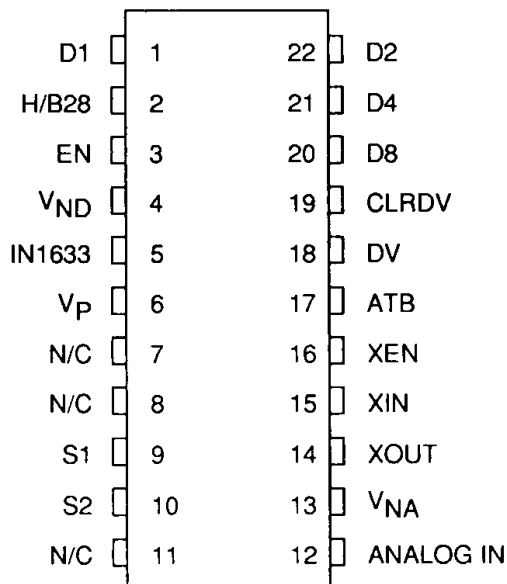 D1 1 22 D2
H/B28 2 21 D4
EN 3 20 D8
VND 4 19 CLRDV
IN1633 5 18 DV
VP 6 17 ATB
N/C 7 16 XEN
N/C 8 15 XIN
S1 9 14 XOUT
S2 10 13 VNA
N/C 11 12 ANALOG IN